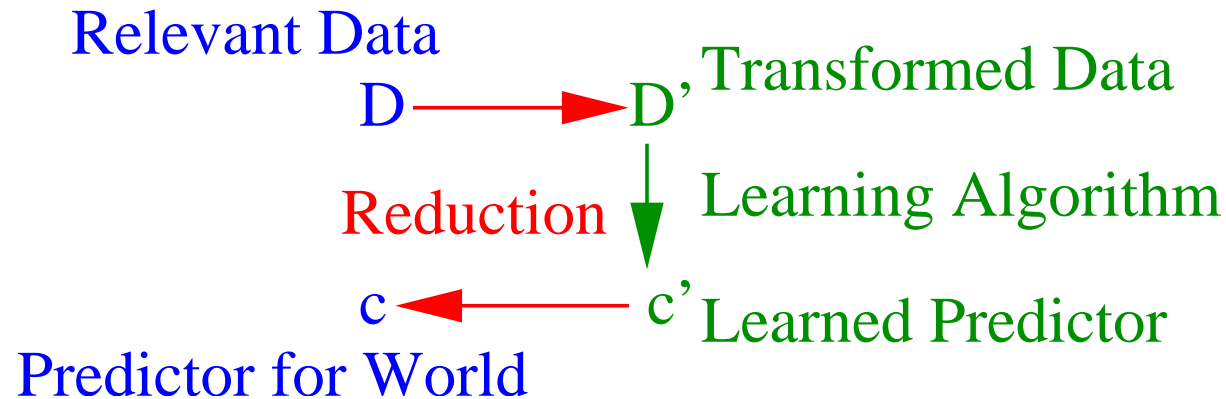 Relevant Data
D
D'
Transformed Data
Reduction
Learning Algorithm
c
c'
Learned Predictor
Predictor for World